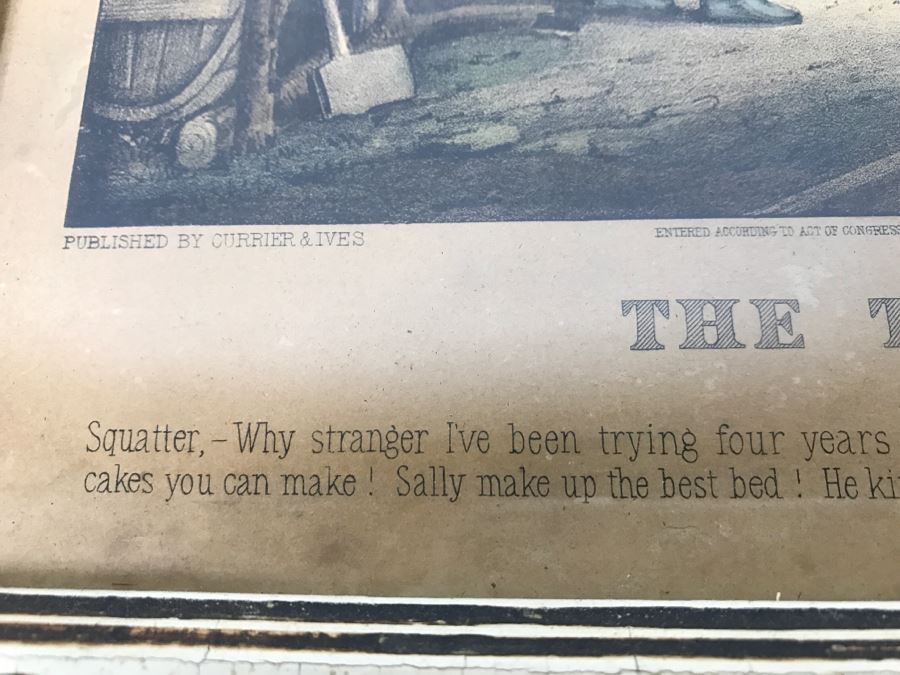 PUBLISHED BY CURRIER & IVES
ENTERED ACCORDING TO ACT OF CONGRESS
THE T
Squatter, – Why stranger I've been trying four years
cakes you can make ! Sally make up the best bed ! He ki